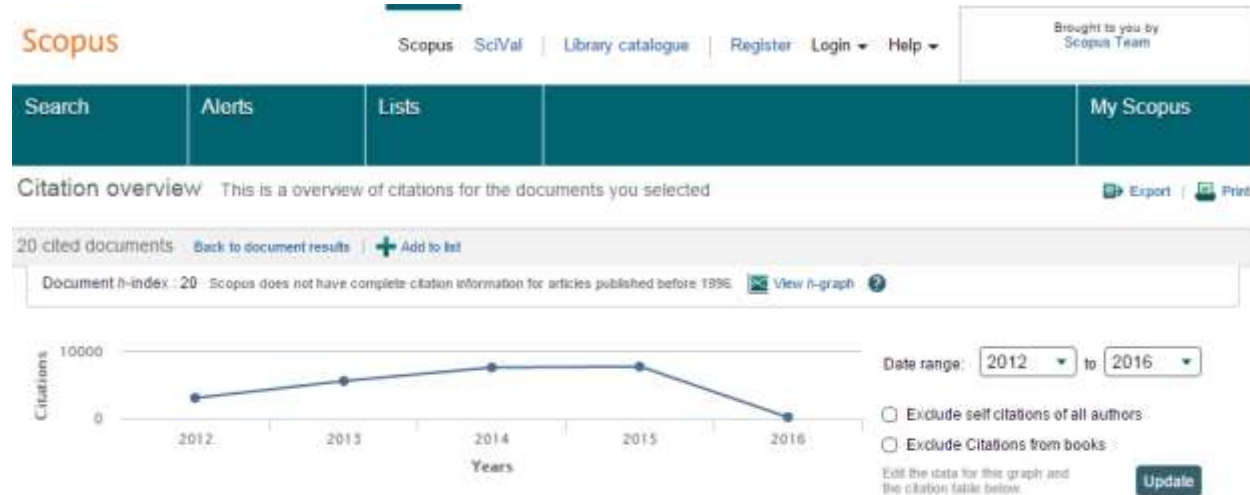 Brought to you by
Scopus Scopus SciVal | Library catalogue | Register Login Help Scopus Team
Search Alerts Lists My Scopus
Citation overview This is a overview of citations for the documents you selected Export | Print
20 cited documents Back to document results | Add to list
Document h-index : 20 Scopus does not have complete citation information for articles published before 1996. View h-graph ?
10000
Citations
Date range: 2012 to 2016
Exclude self citations of all authors
0
2012 2013 2014 2015 2016
Exclude Citations from books
Years
Edit the data for this graph and
the citation table below.
Update